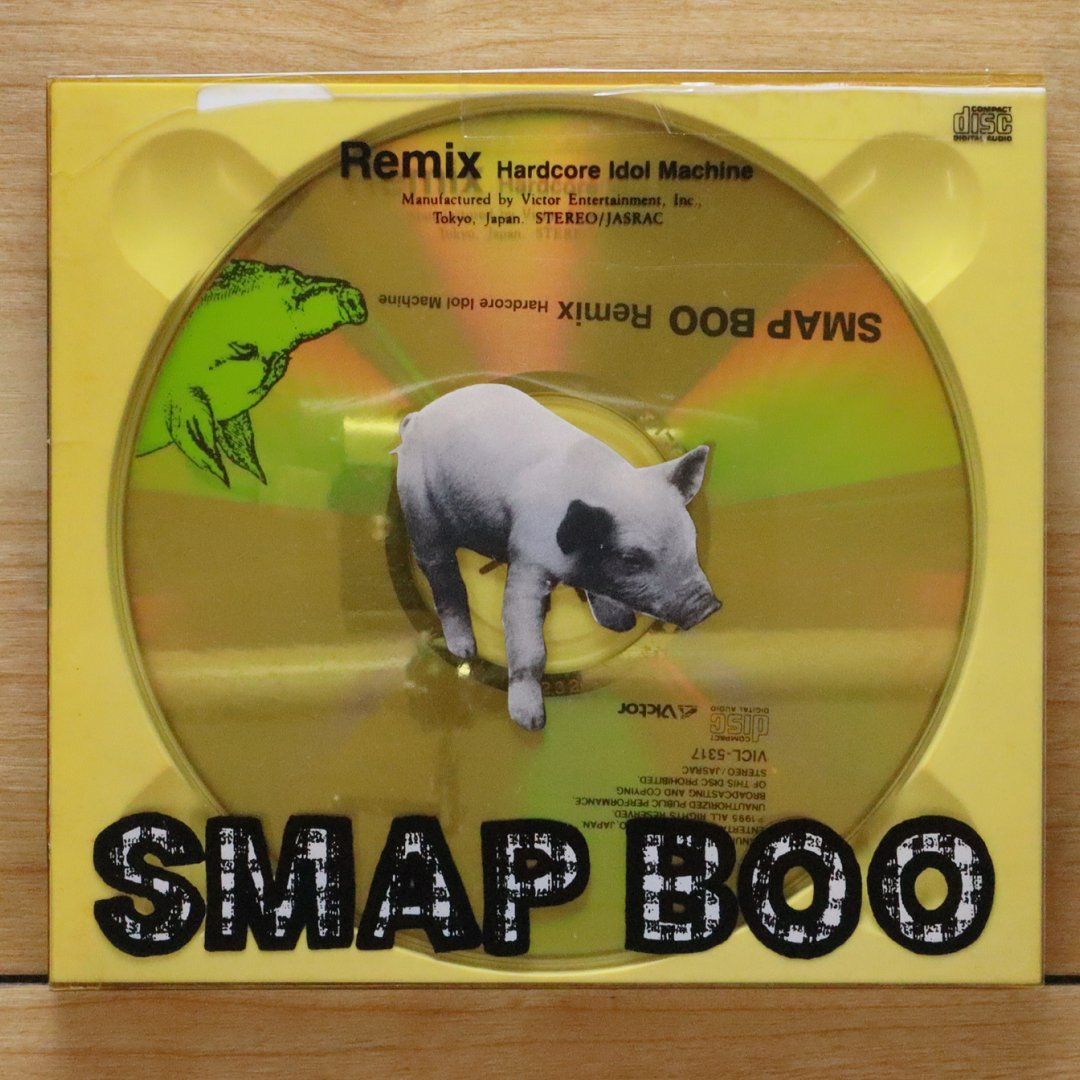 COMPACT
disc
DIGITAL AUDIO
Remix Hardcore Idol Machine
Manufactured by Victor Entertainment, Inc.,
Tokyo, Japan. STEREO/JASRAC
SMAP BOO Remix Hardcore Idol Machine
Victor
COMPACT
disc
DIGITAL AUDIO
VICL-5317
STEREO/JASRAC
OF THIS DISC PROHIBITED.
BROADCASTING AND COPYING
UNAUTHORIZED PUBLIC PERFORMANCE,
℗1995 ALL RIGHTS RESERVED
JAPAN.
SMAP BOO